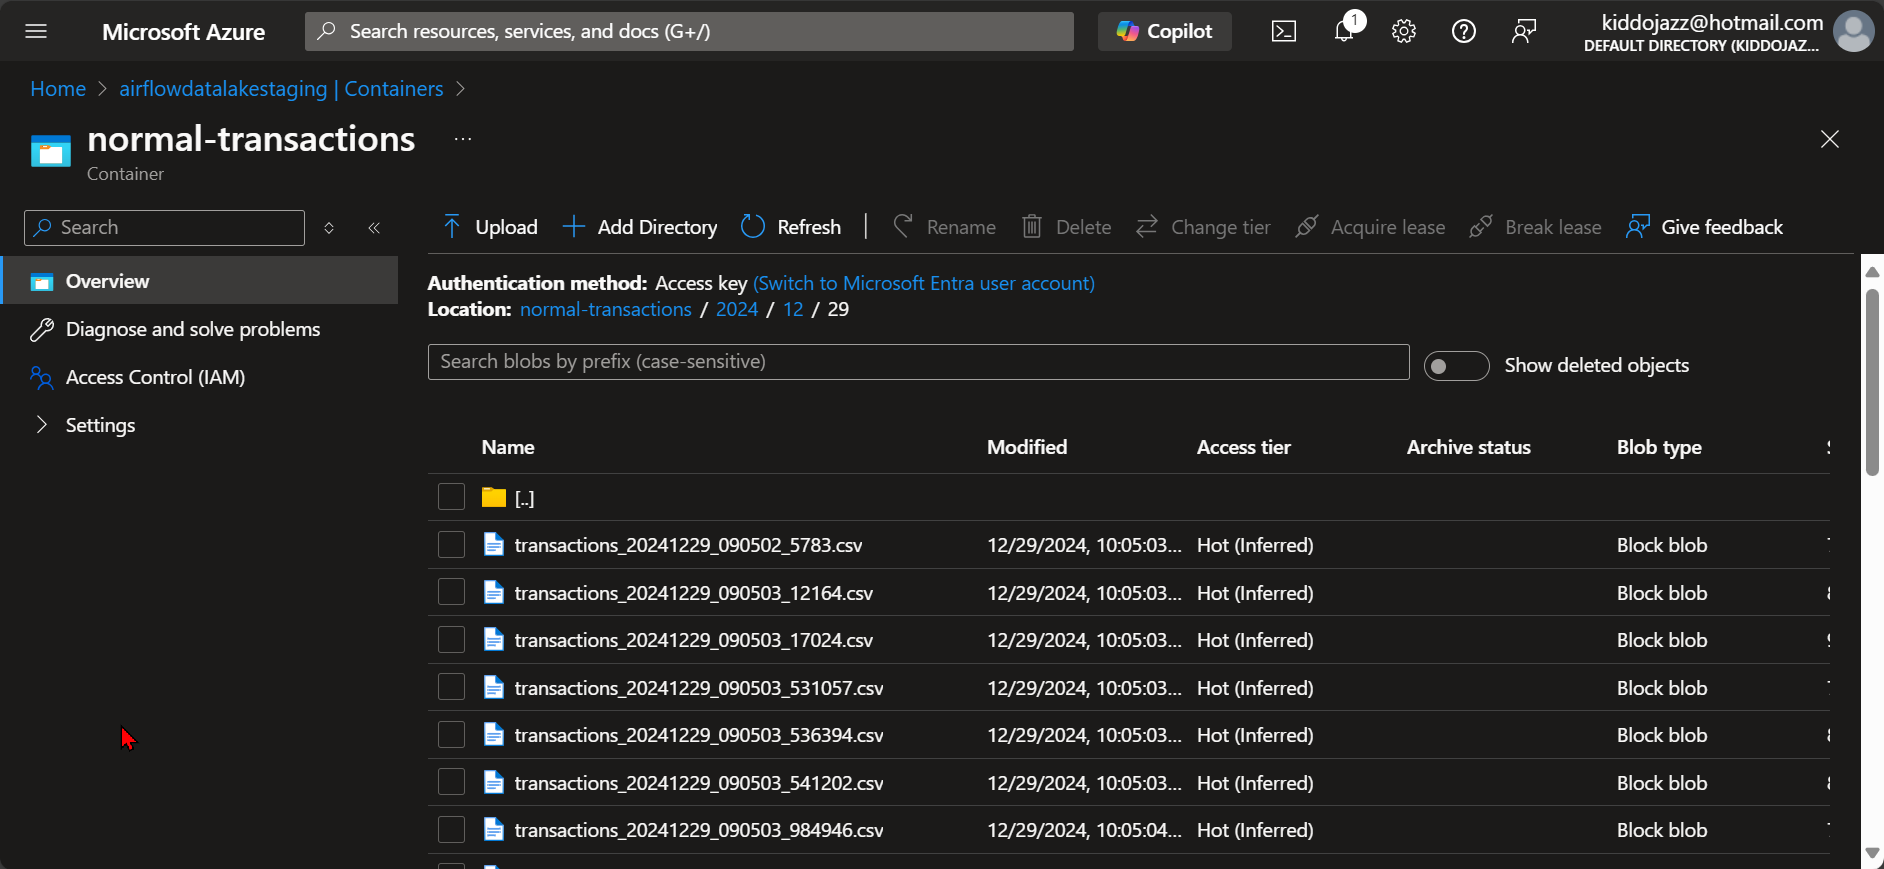 Microsoft Azure
Search resources, services, and docs (G+/)
Copilot
1
kiddojazz@hotmail.com
DEFAULT DIRECTORY (KIDDOJAZ...
Home > airflowdatalakestaging | Containers >
normal-transactions ...
Container
Search
Overview
Diagnose and solve problems
Access Control (IAM)
Settings
Upload Add Directory Refresh | Rename Delete Change tier Acquire lease Break lease Give feedback
Authentication method: Access key (Switch to Microsoft Entra user account)
Location: normal-transactions / 2024 / 12 / 29
Search blobs by prefix (case-sensitive)
Show deleted objects
Name Modified Access tier Archive status Blob type
[..]
transactions_20241229_090502_5783.csv 12/29/2024, 10:05:03... Hot (Inferred) Block blob
transactions_20241229_090503_12164.csv 12/29/2024, 10:05:03... Hot (Inferred) Block blob
transactions_20241229_090503_17024.csv 12/29/2024, 10:05:03... Hot (Inferred) Block blob
transactions_20241229_090503_531057.csv 12/29/2024, 10:05:03... Hot (Inferred) Block blob
transactions_20241229_090503_536394.csv 12/29/2024, 10:05:03... Hot (Inferred) Block blob
transactions_20241229_090503_541202.csv 12/29/2024, 10:05:03... Hot (Inferred) Block blob
transactions_20241229_090503_984946.csv 12/29/2024, 10:05:04... Hot (Inferred) Block blob